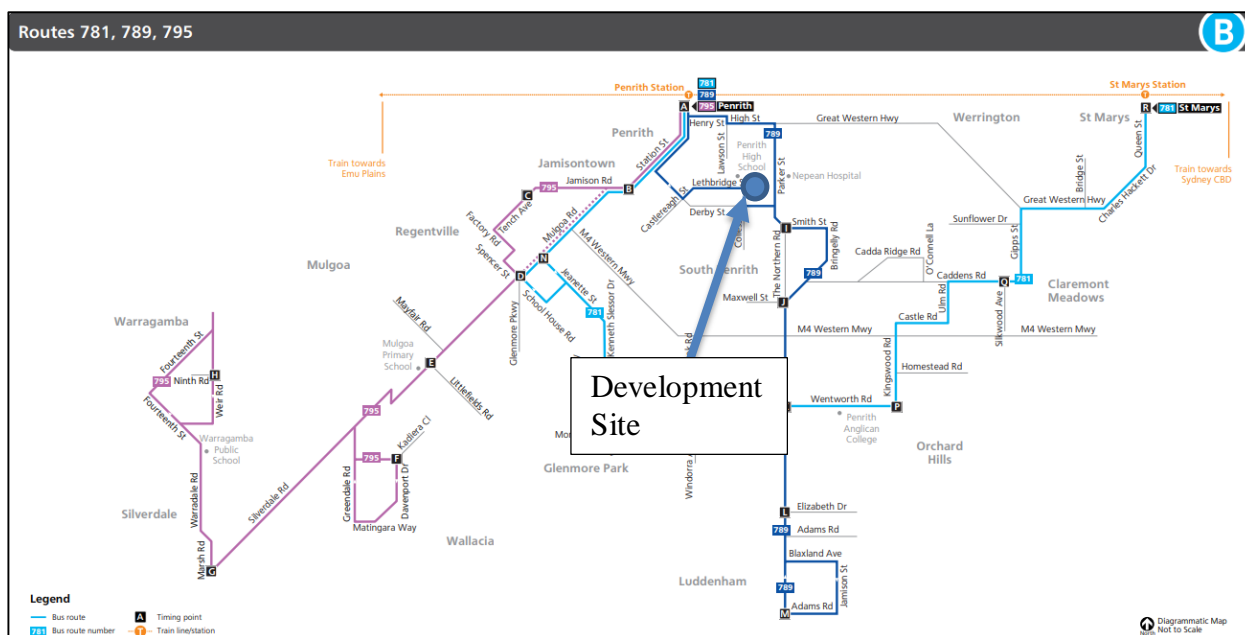 Routes 781, 789, 795
B
Penrith Station
T
781
789
A
795 Penrith
St Marys Station
T
R
781 St Marys
Train towards
Emu Plains
Train towards
Sydney CBD
Penrith
Henry St
High St
789
Great Western Hwy
Werrington
St Marys
Queen St
Bridge St
Station St
Lawson St
Penrith
High
School
Parker St
Nepean Hospital
Jamisontown
Jamison Rd
795
B
C
Tench Ave
Factory Rd
Lethbridge S
Castlereagh St
Derby St
Mulgoa Rd
Great Western Hwy
Charles Hackett Dr
Regentville
Spencer St
N
D
M4 Western Mwy
South Penrith
The Northern Rd
I
Smith St
Bringelly Rd
789
Sunflower Dr
Gipps St
O'Connell La
Cadda Ridge Rd
Caddens Rd
Q
781
Claremont
Meadows
Mulgoa
Jeanette St
781
School House Rd
Kenneth Slessor Dr
Maxwell St
J
Ulm Rd
Silkwood Ave
Castle Rd
M4 Western Mwy
M4 Western Mwy
Warragamba
Fourteenth St
795
Ninth Rd
H
Weir Rd
Fourteenth St
Mayfair Rd
Mulgoa
Primary
School
E
Glenmore Pkwy
Littlefields Rd
Development
Site
Kingswood Rd
Homestead Rd
Wentworth Rd
P
Penrith
Anglican
College
Orchard
Hills
Warragamba
Public
School
795
Kadiera Cl
795
F
Greendale Rd
Davenport Dr
Matingara Way
Glenmore Park
Windorra
Silverdale
Warradale Rd
Silverdale Rd
Marsh Rd
G
Wallacia
L
Elizabeth Dr
789
Adams Rd
Blaxland Ave
Luddenham
789
Jamison St
M
Adams Rd
Legend
Bus route
A Timing point
781 Bus route number
T Train line/station
North
Diagrammatic Map
Not to Scale